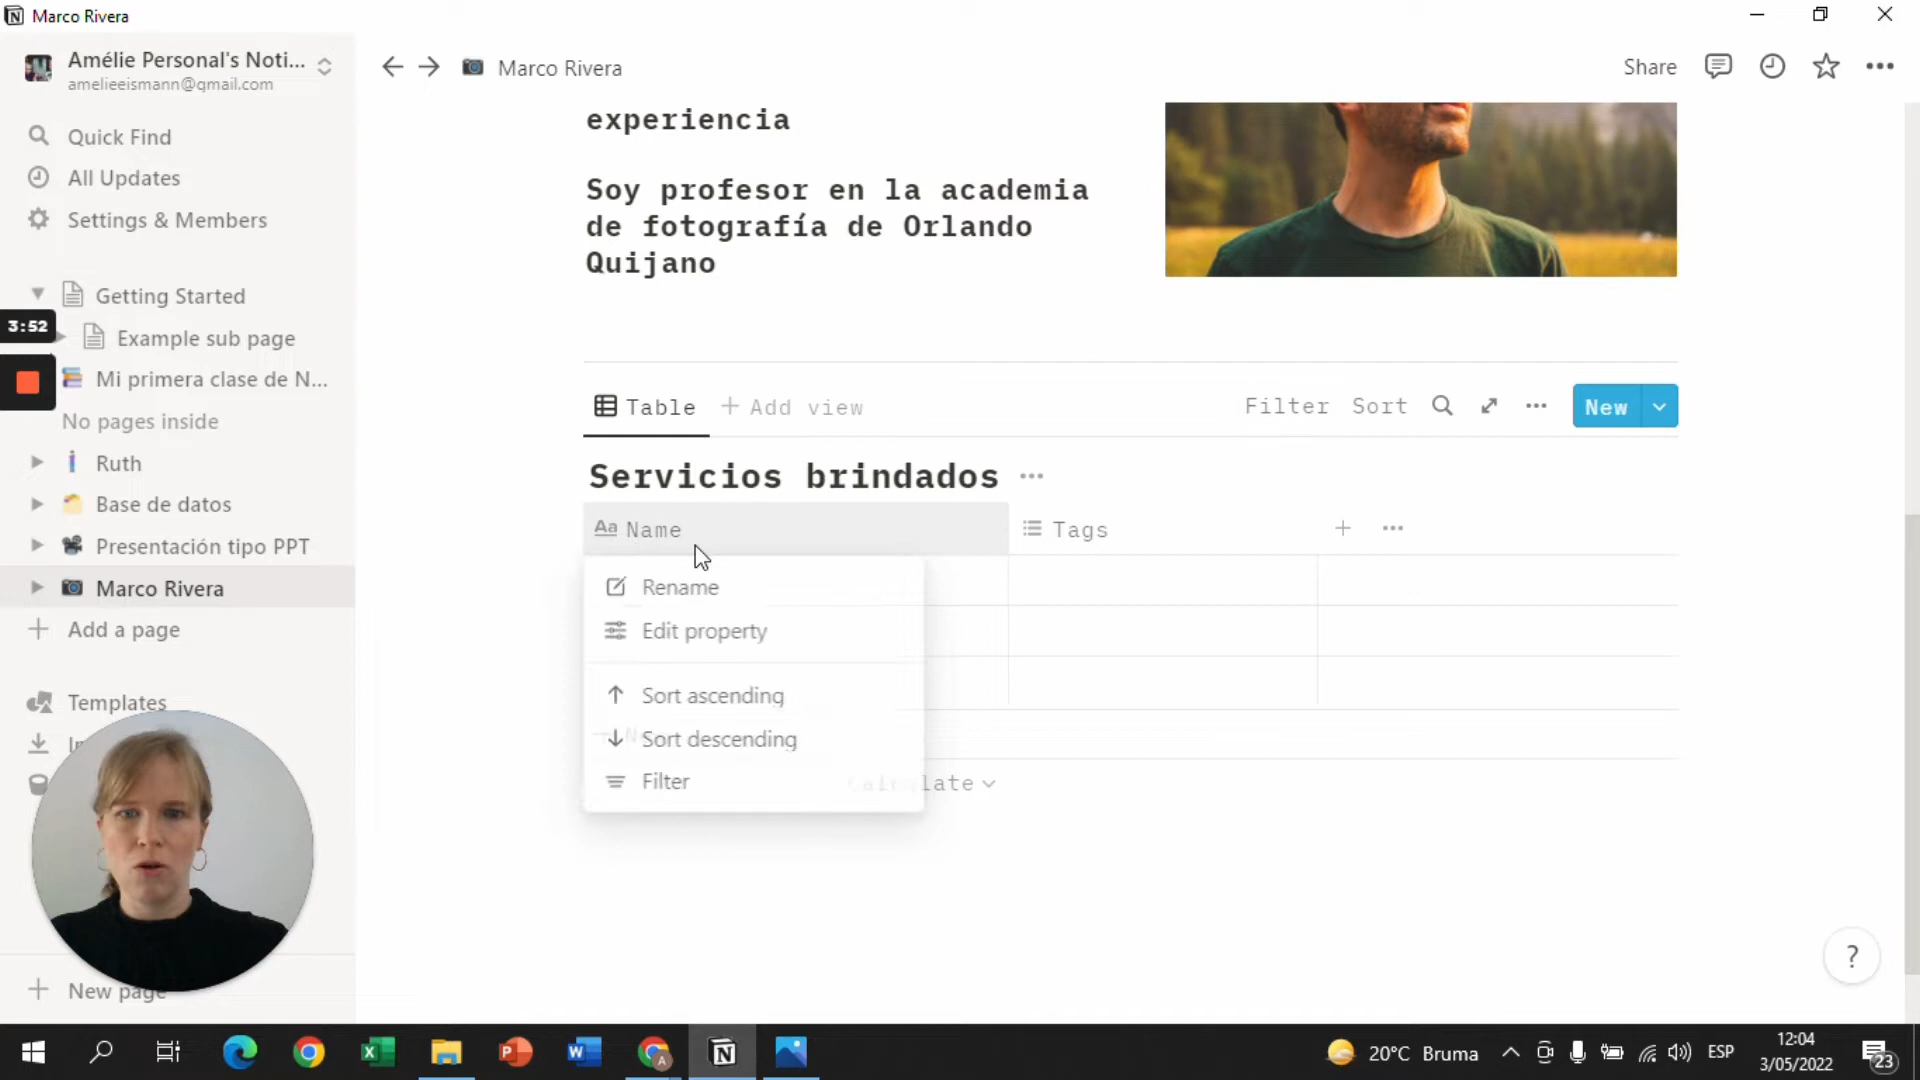 Marco Rivera
Amélie Personal's Noti...
amelieeismann@gmail.com
Quick Find
All Updates
Settings & Members
Getting Started
3:52
Example sub page
Mi primera clase de N...
No pages inside
Ruth
Base de datos
Presentación tipo PPT
Marco Rivera
Add a page
Templates
New page
Marco Rivera
Share
experiencia
Soy profesor en la academia
de fotografía de Orlando
Quijano
Table
Add view
Filter
Sort
New
Servicios brindados
Aa Name
Tags
Rename
Edit property
Sort ascending
Sort descending
Filter
Calculate
?
20°C Bruma
ESP
12:04
3/05/2022
23